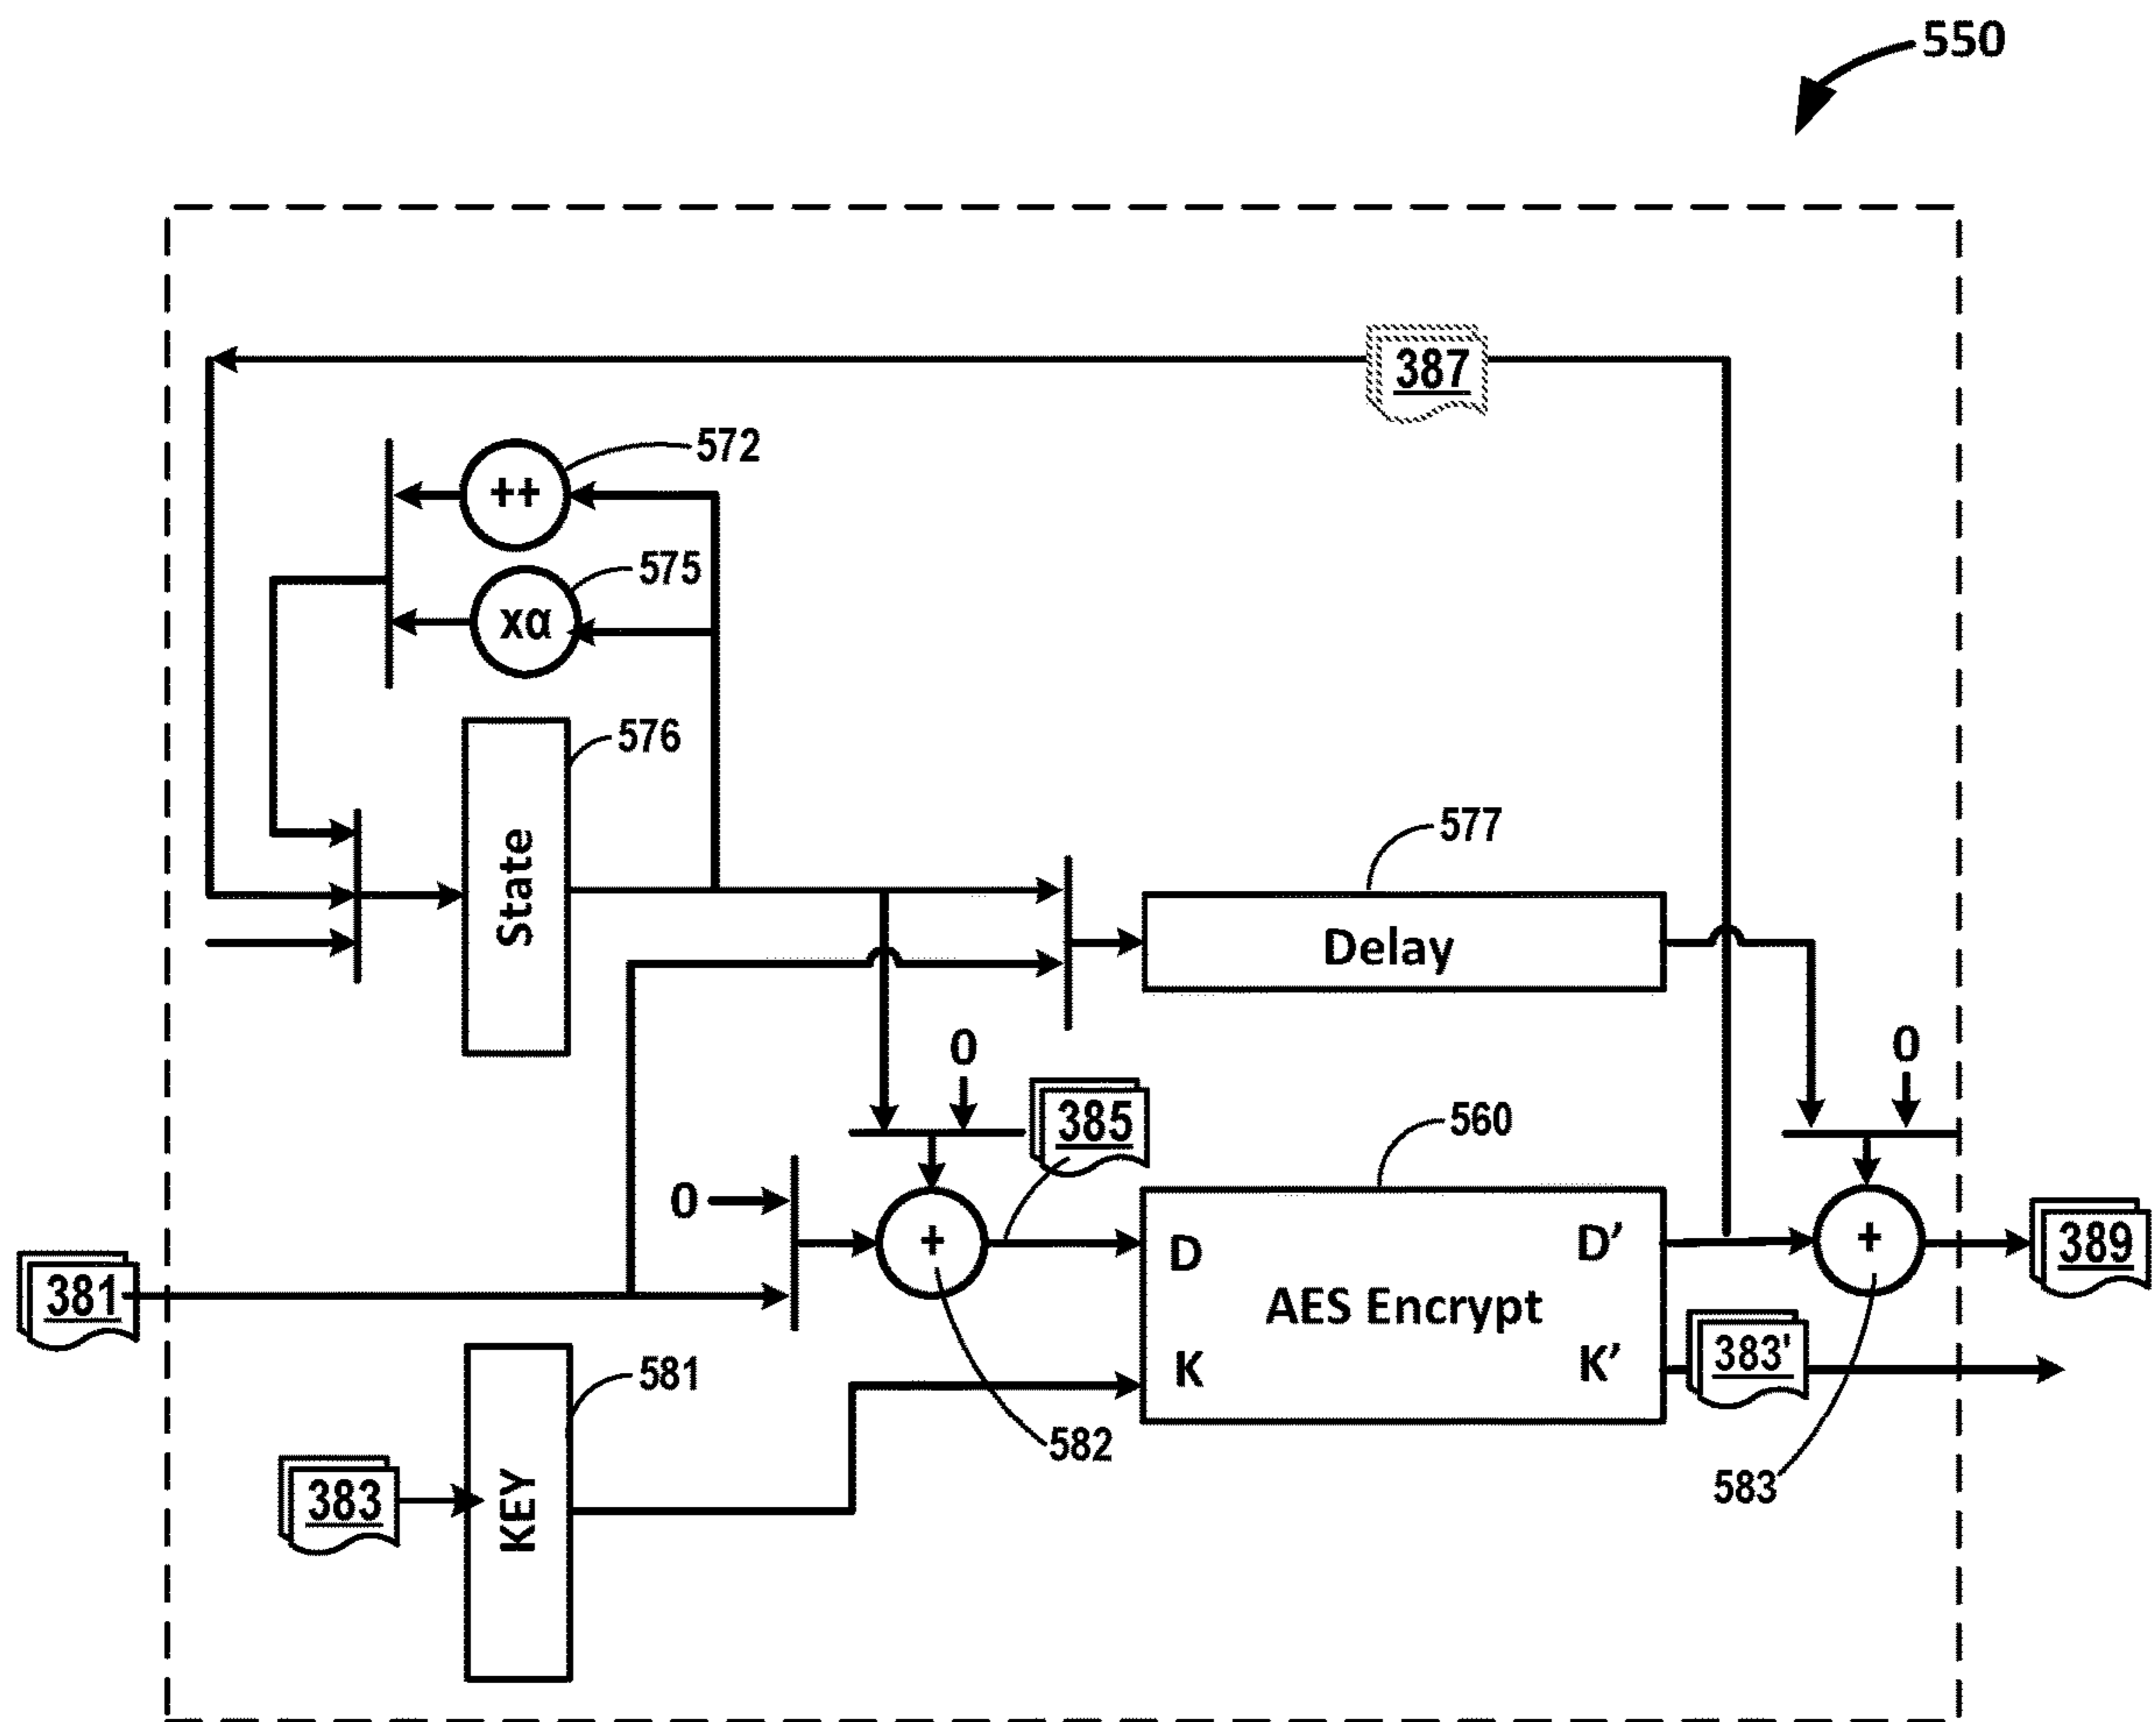 550
387
572
++
575
xα
576
State
577
Delay
0
0
385
560
0
+
D
D'
+
389
381
AES Encrypt
383'
K
K'
581
582
583
383
KEY